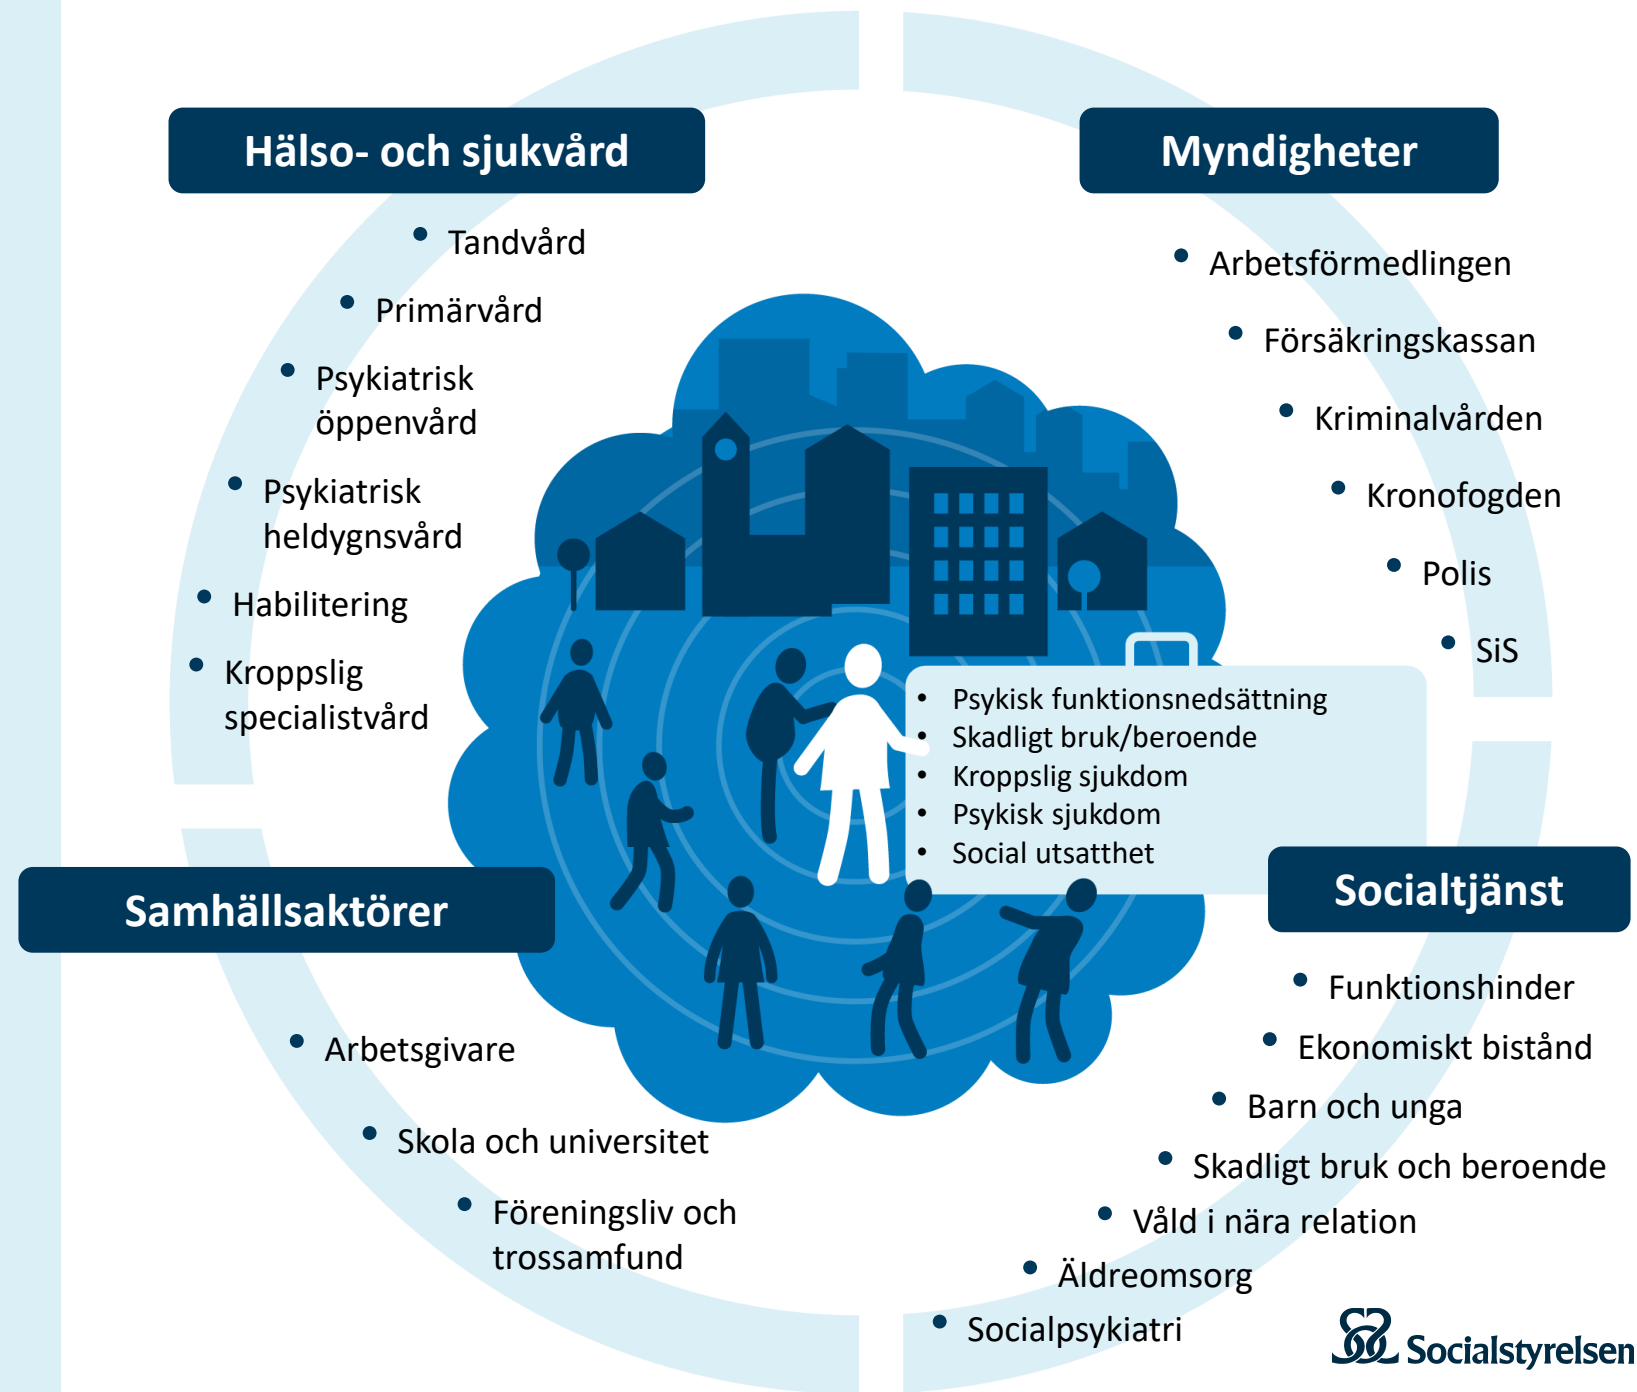 Hälso- och sjukvård
• Tandvård
• Primärvård
• Psykiatrisk
öppenvård
• Psykiatrisk
heldygnsvård
• Habilitering
• Kroppslig
specialistvård
Myndigheter
• Arbetsförmedlingen
• Försäkringskassan
• Kriminalvården
• Kronofogden
• Polis
• SiS
• Psykisk funktionsnedsättning
• Skadligt bruk/beroende
• Kroppslig sjukdom
• Psykisk sjukdom
• Social utsatthet
Samhällsaktörer
• Arbetsgivare
• Skola och universitet
• Föreningsliv och
trossamfund
Socialtjänst
• Funktionshinder
• Ekonomiskt bistånd
• Barn och unga
• Skadligt bruk och beroende
• Våld i nära relation
• Äldreomsorg
• Socialpsykiatri
Socialstyrelsen